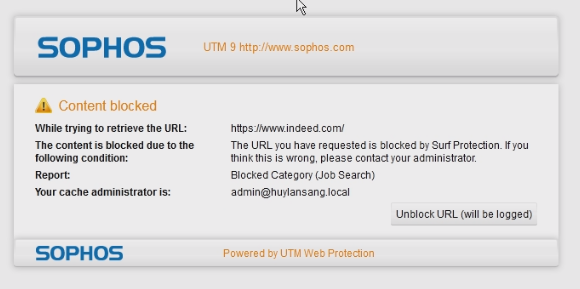 SOPHOS
UTM 9 http://www.sophos.com
Content blocked
While trying to retrieve the URL: https://www.indeed.com/
The content is blocked due to the following condition: The URL you have requested is blocked by Surf Protection. If you think this is wrong, please contact your administrator.
Report: Blocked Category (Job Search)
Your cache administrator is: admin@huylansang.local
Unblock URL (will be logged)
SOPHOS
Powered by UTM Web Protection